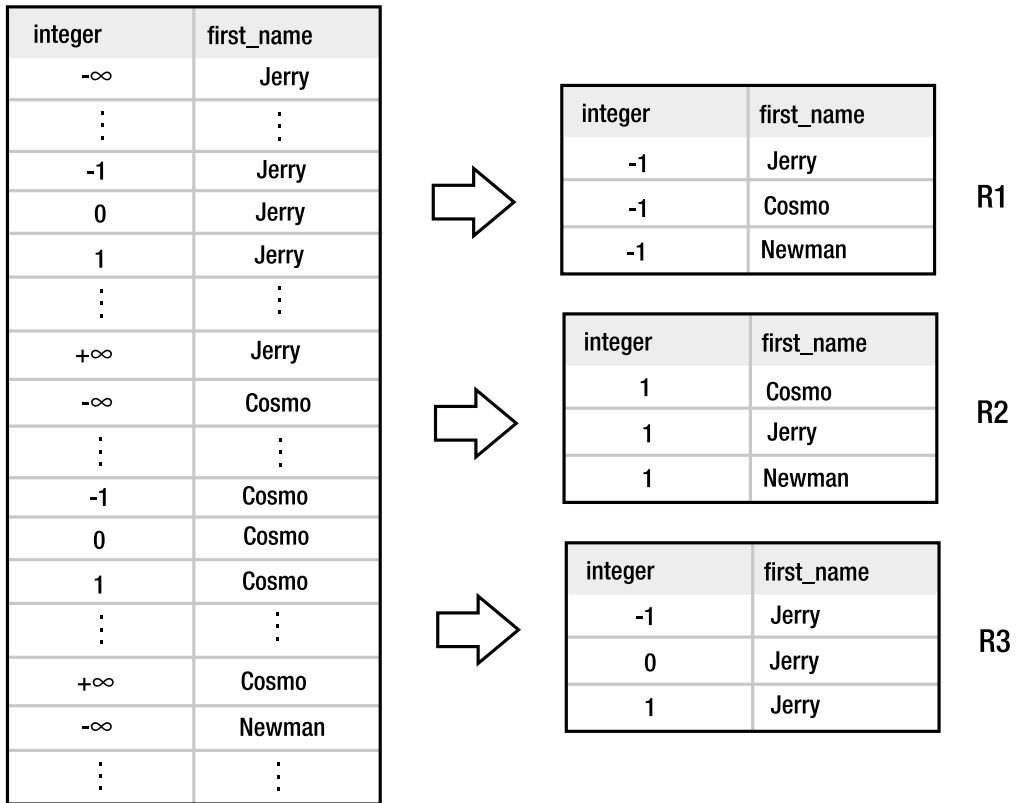 integer first_name
-∞ Jerry
⋮ ⋮
-1 Jerry
0 Jerry
1 Jerry
⋮ ⋮
+∞ Jerry
-∞ Cosmo
⋮ ⋮
-1 Cosmo
0 Cosmo
1 Cosmo
⋮ ⋮
+∞ Cosmo
-∞ Newman
⋮ ⋮
integer first_name
-1 Jerry
-1 Cosmo
-1 Newman
R1
integer first_name
1 Cosmo
1 Jerry
1 Newman
R2
integer first_name
-1 Jerry
0 Jerry
1 Jerry
R3